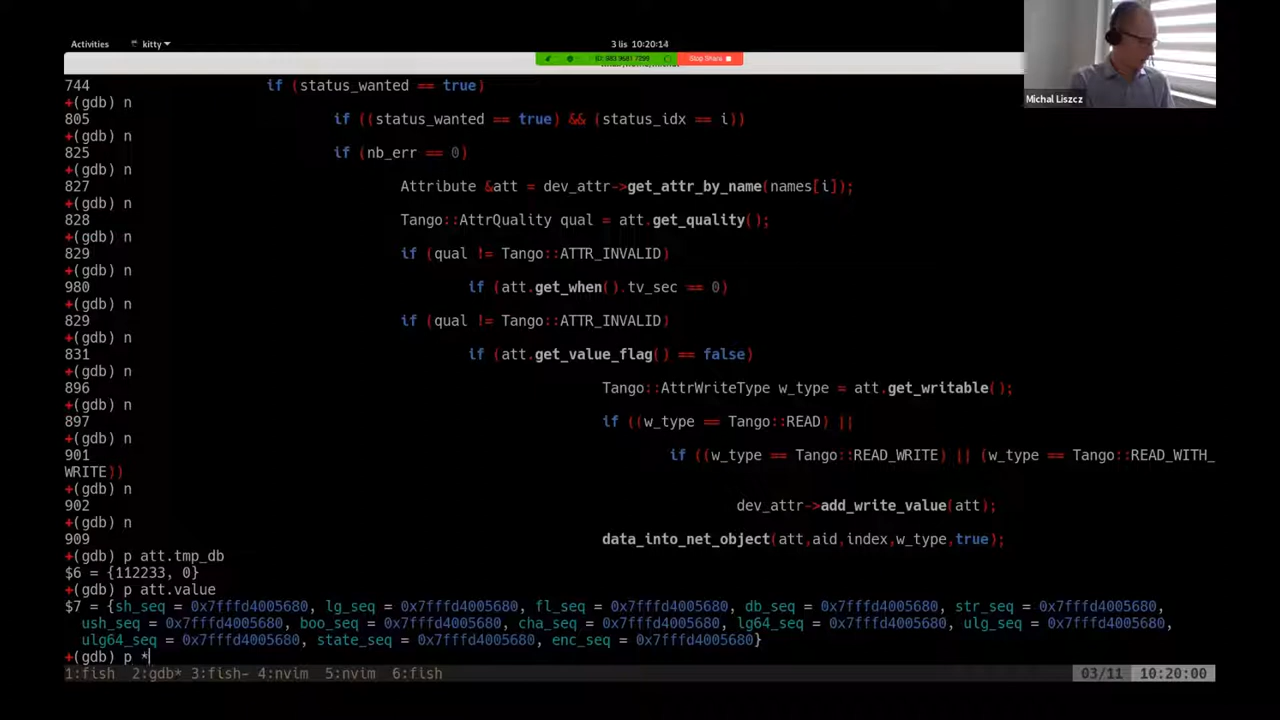 Activities kitty 3 lis 10:20:14
ID: 983 9681 7299 Stop Share
Michal Liszcz
744 if (status_wanted == true)
+(gdb) n
805 if ((status_wanted == true) && (status_idx == i))
+(gdb) n
825 if (nb_err == 0)
+(gdb) n
827 Attribute &att = dev_attr->get_attr_by_name(names[i]);
+(gdb) n
828 Tango::AttrQuality qual = att.get_quality();
+(gdb) n
829 if (qual != Tango::ATTR_INVALID)
+(gdb) n
980 if (att.get_when().tv_sec == 0)
+(gdb) n
829 if (qual != Tango::ATTR_INVALID)
+(gdb) n
831 if (att.get_value_flag() == false)
+(gdb) n
896 Tango::AttrWriteType w_type = att.get_writable();
+(gdb) n
897 if ((w_type == Tango::READ) ||
+(gdb) n
901 if ((w_type == Tango::READ_WRITE) || (w_type == Tango::READ_WITH_
WRITE))
+(gdb) n
902 dev_attr->add_write_value(att);
+(gdb) n
909 data_into_net_object(att,aid,index,w_type,true);
+(gdb) p att.tmp_db
$6 = {112233, 0}
+(gdb) p att.value
$7 = {sh_seq = 0x7fffd4005680, lg_seq = 0x7fffd4005680, fl_seq = 0x7fffd4005680, db_seq = 0x7fffd4005680, str_seq = 0x7fffd4005680,
ush_seq = 0x7fffd4005680, boo_seq = 0x7fffd4005680, cha_seq = 0x7fffd4005680, lg64_seq = 0x7fffd4005680, ulg_seq = 0x7fffd4005680,
ulg64_seq = 0x7fffd4005680, state_seq = 0x7fffd4005680, enc_seq = 0x7fffd4005680}
+(gdb) p *
1:fish 2:gdb* 3:fish- 4:nvim 5:nvim 6:fish 03/11 10:20:00